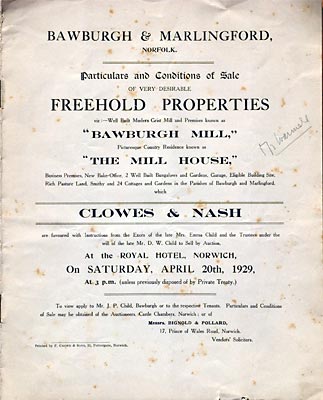 BAWBURGH & MARLINGFORD,
NORFOLK.
Particulars and Conditions of Sale
OF VERY DESIRABLE
FREEHOLD PROPERTIES
viz:—Well Built Modern Grist Mill and Premises known as
"BAWBURGH MILL,"
Picturesque Country Residence known as
"THE MILL HOUSE,"
Business Premises, New Bake-Office, 2 Well Built Bungalows and Gardens, Garage, Eligible Building Site,
Rich Pasture Land, Smithy and 24 Cottages and Gardens in the Parishes of Bawburgh and Marlingford,
which
CLOWES & NASH
are favoured with Instructions from the Exors of the late Mrs. Emma Child and the Trustees under the
will of the late Mr. D. W. Child to Sell by Auction,
At the ROYAL HOTEL, NORWICH,
On SATURDAY, APRIL 20th, 1929,
At 3 p.m. (unless previously disposed of by Private Treaty.)
To view apply to Mr. J. P. Child, Bawburgh or to the respective Tenants. Particulars and Conditions
of Sale may be obtained of the Auctioneers, Castle Chambers, Norwich; or of
Messrs. BIGNOLD & POLLARD,
17, Prince of Wales Road, Norwich.
Vendors' Solicitors.
Norwich.